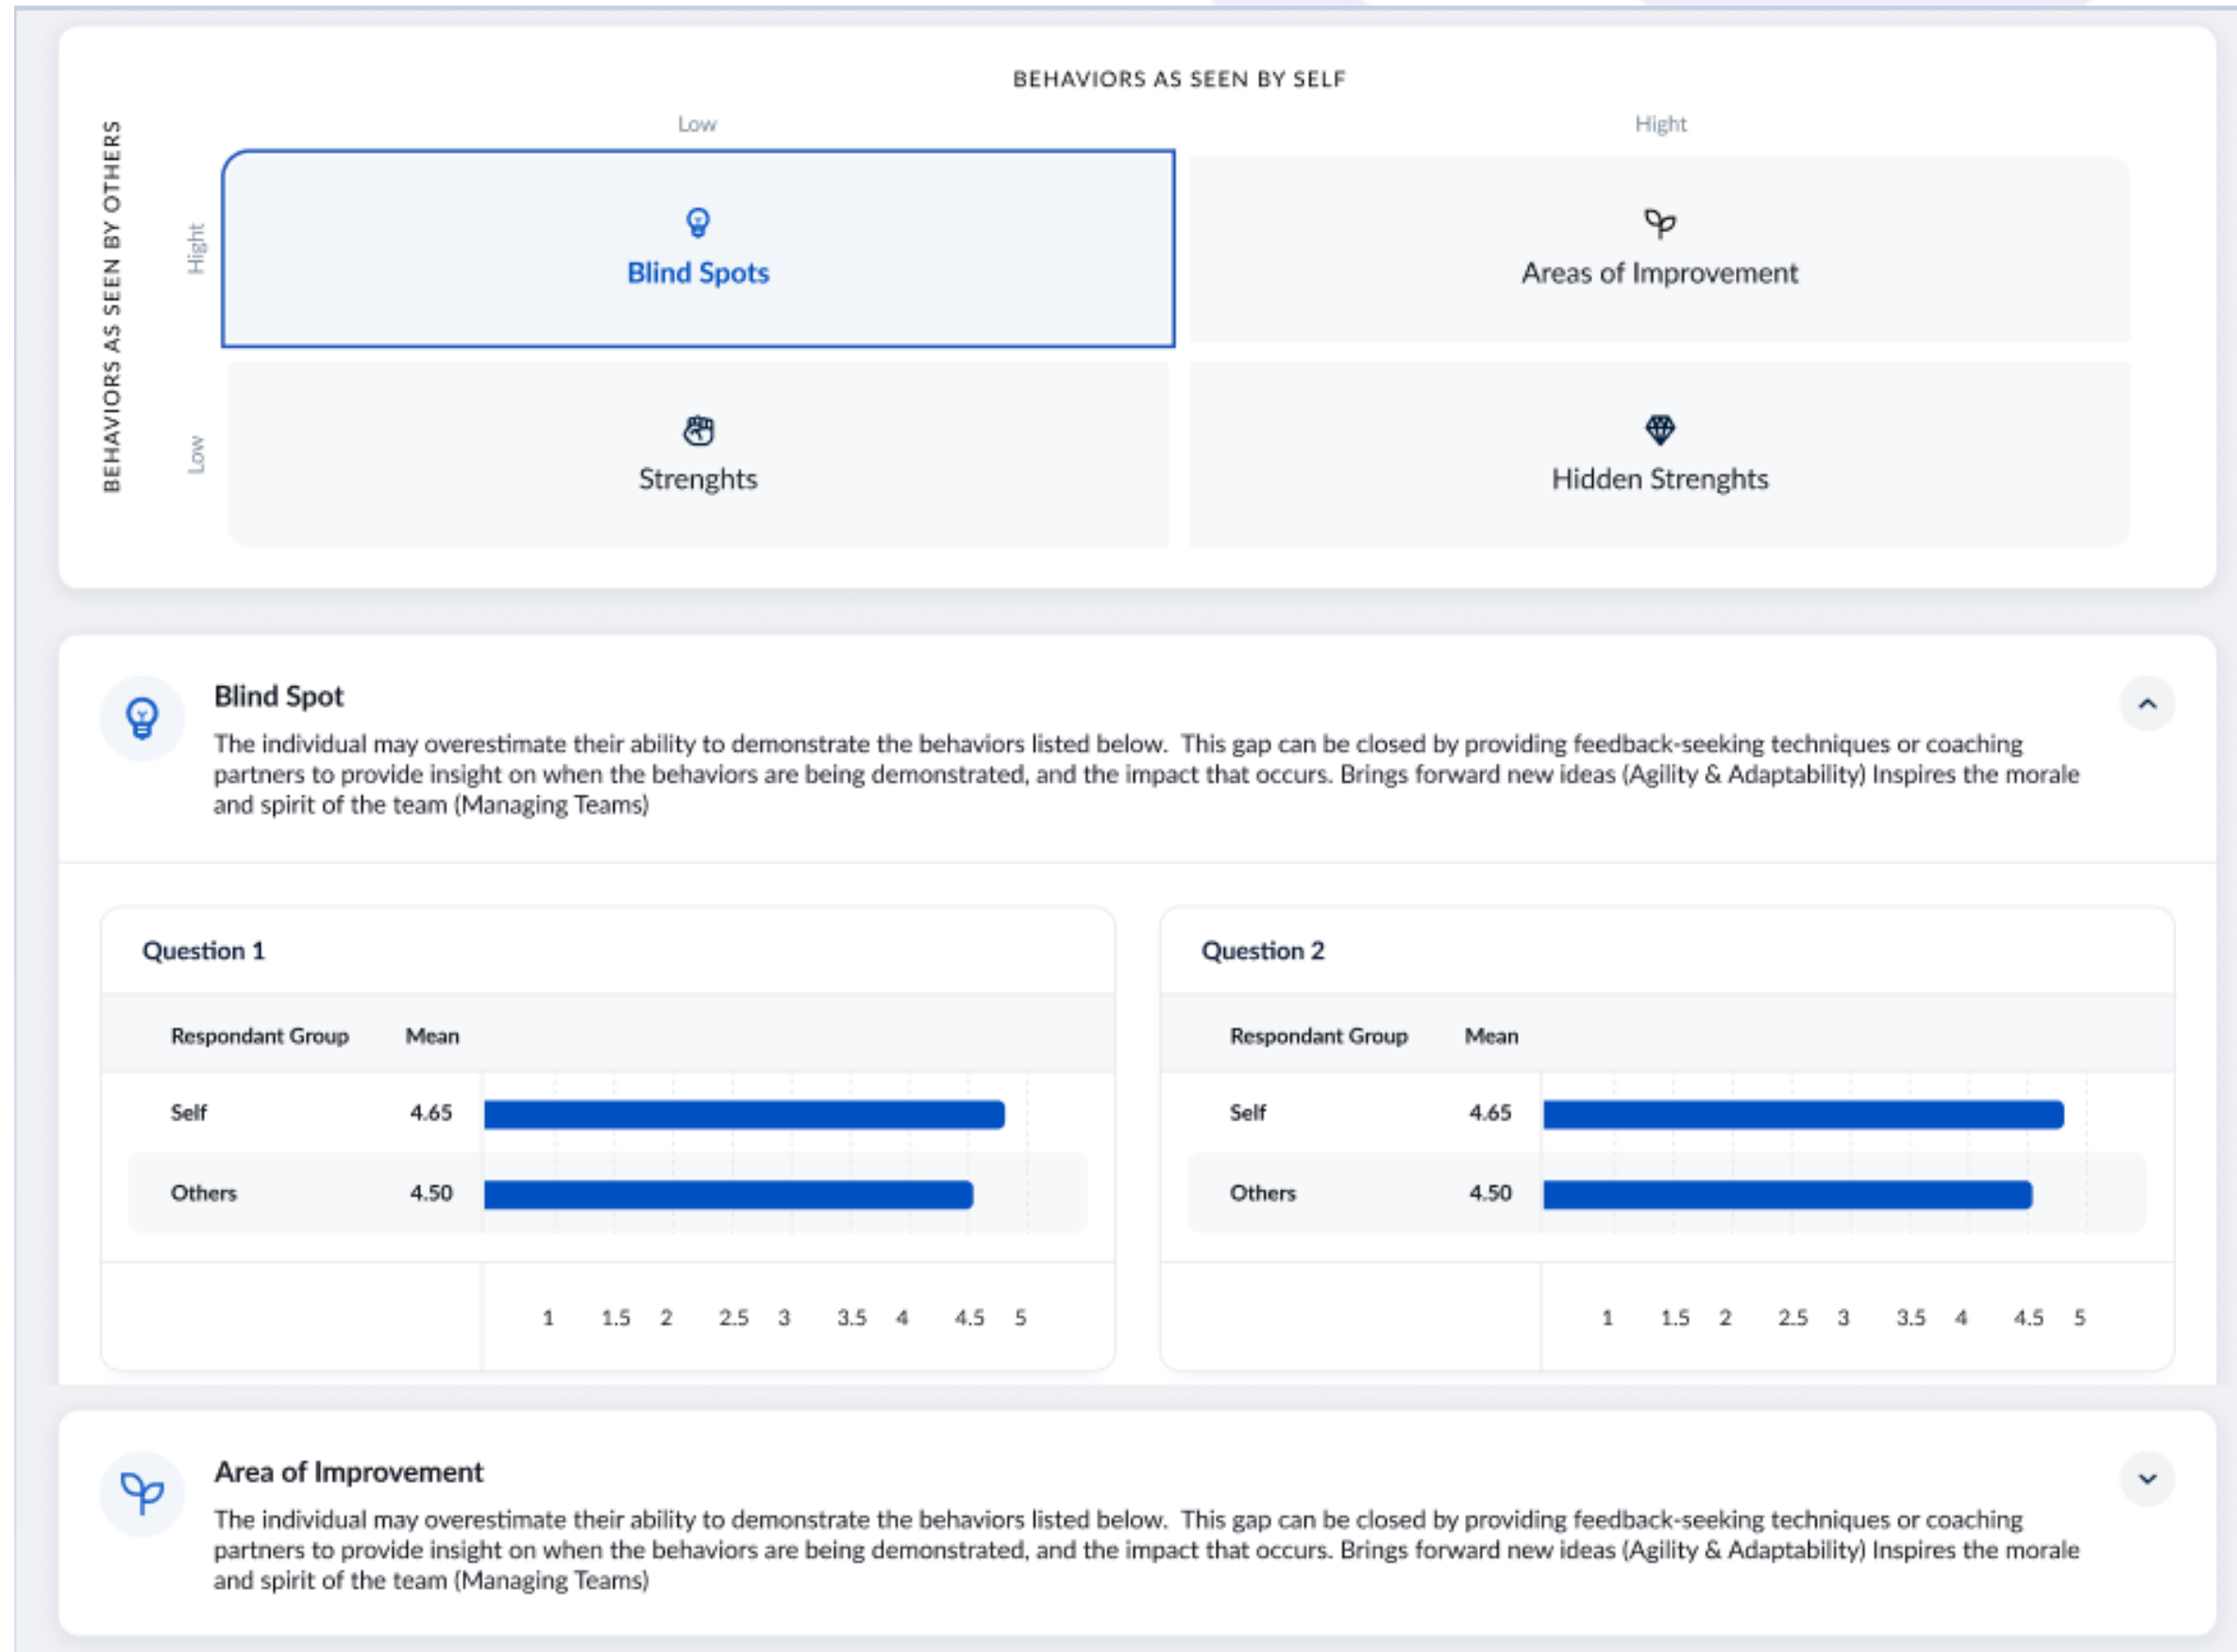 BEHAVIORS AS SEEN BY SELF
Low
Hight
BEHAVIORS AS SEEN BY OTHERS
Hight
Blind Spots
Areas of Improvement
Low
Strenghts
Hidden Strenghts
Blind Spot
The individual may overestimate their ability to demonstrate the behaviors listed below.  This gap can be closed by providing feedback-seeking techniques or coaching
partners to provide insight on when the behaviors are being demonstrated, and the impact that occurs. Brings forward new ideas (Agility & Adaptability) Inspires the morale
and spirit of the team (Managing Teams)
Question 1
Respondant Group Mean
Self 4.65
Others 4.50
1 1.5 2 2.5 3 3.5 4 4.5 5
Question 2
Respondant Group Mean
Self 4.65
Others 4.50
1 1.5 2 2.5 3 3.5 4 4.5 5
Area of Improvement
The individual may overestimate their ability to demonstrate the behaviors listed below.  This gap can be closed by providing feedback-seeking techniques or coaching
partners to provide insight on when the behaviors are being demonstrated, and the impact that occurs. Brings forward new ideas (Agility & Adaptability) Inspires the morale
and spirit of the team (Managing Teams)